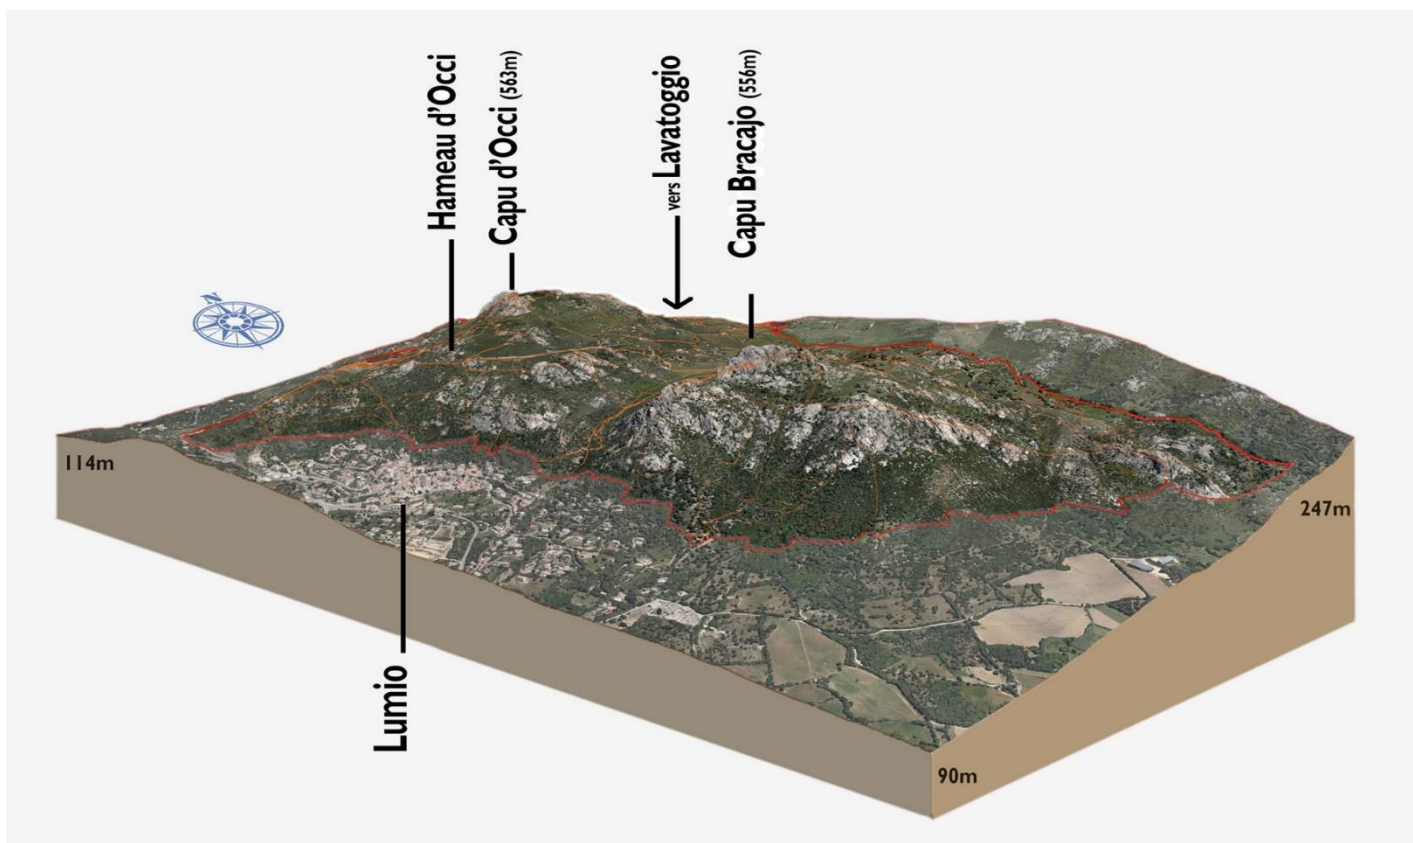 Hameau d'Occi
Capu d'Occi (563m)
vers Lavatoggio
Capu Bracajo (556m)
N
114m
247m
Lumio
90m